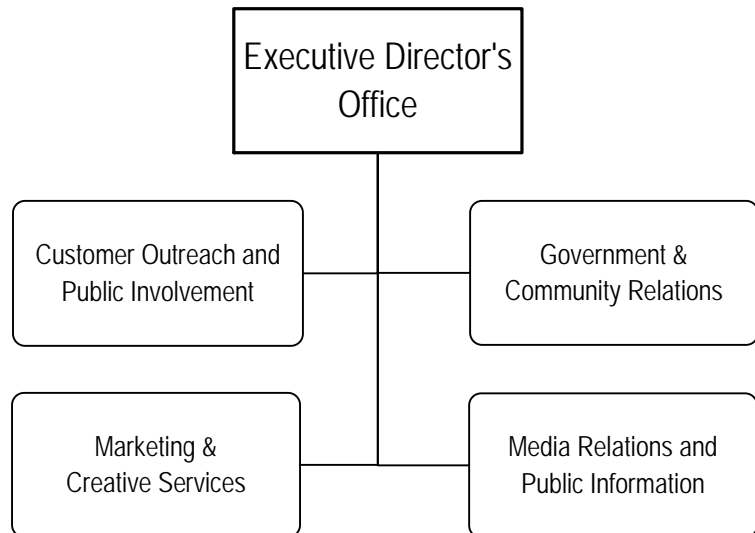 Executive Director's
Office
Customer Outreach and
Public Involvement
Government &
Community Relations
Marketing &
Creative Services
Media Relations and
Public Information